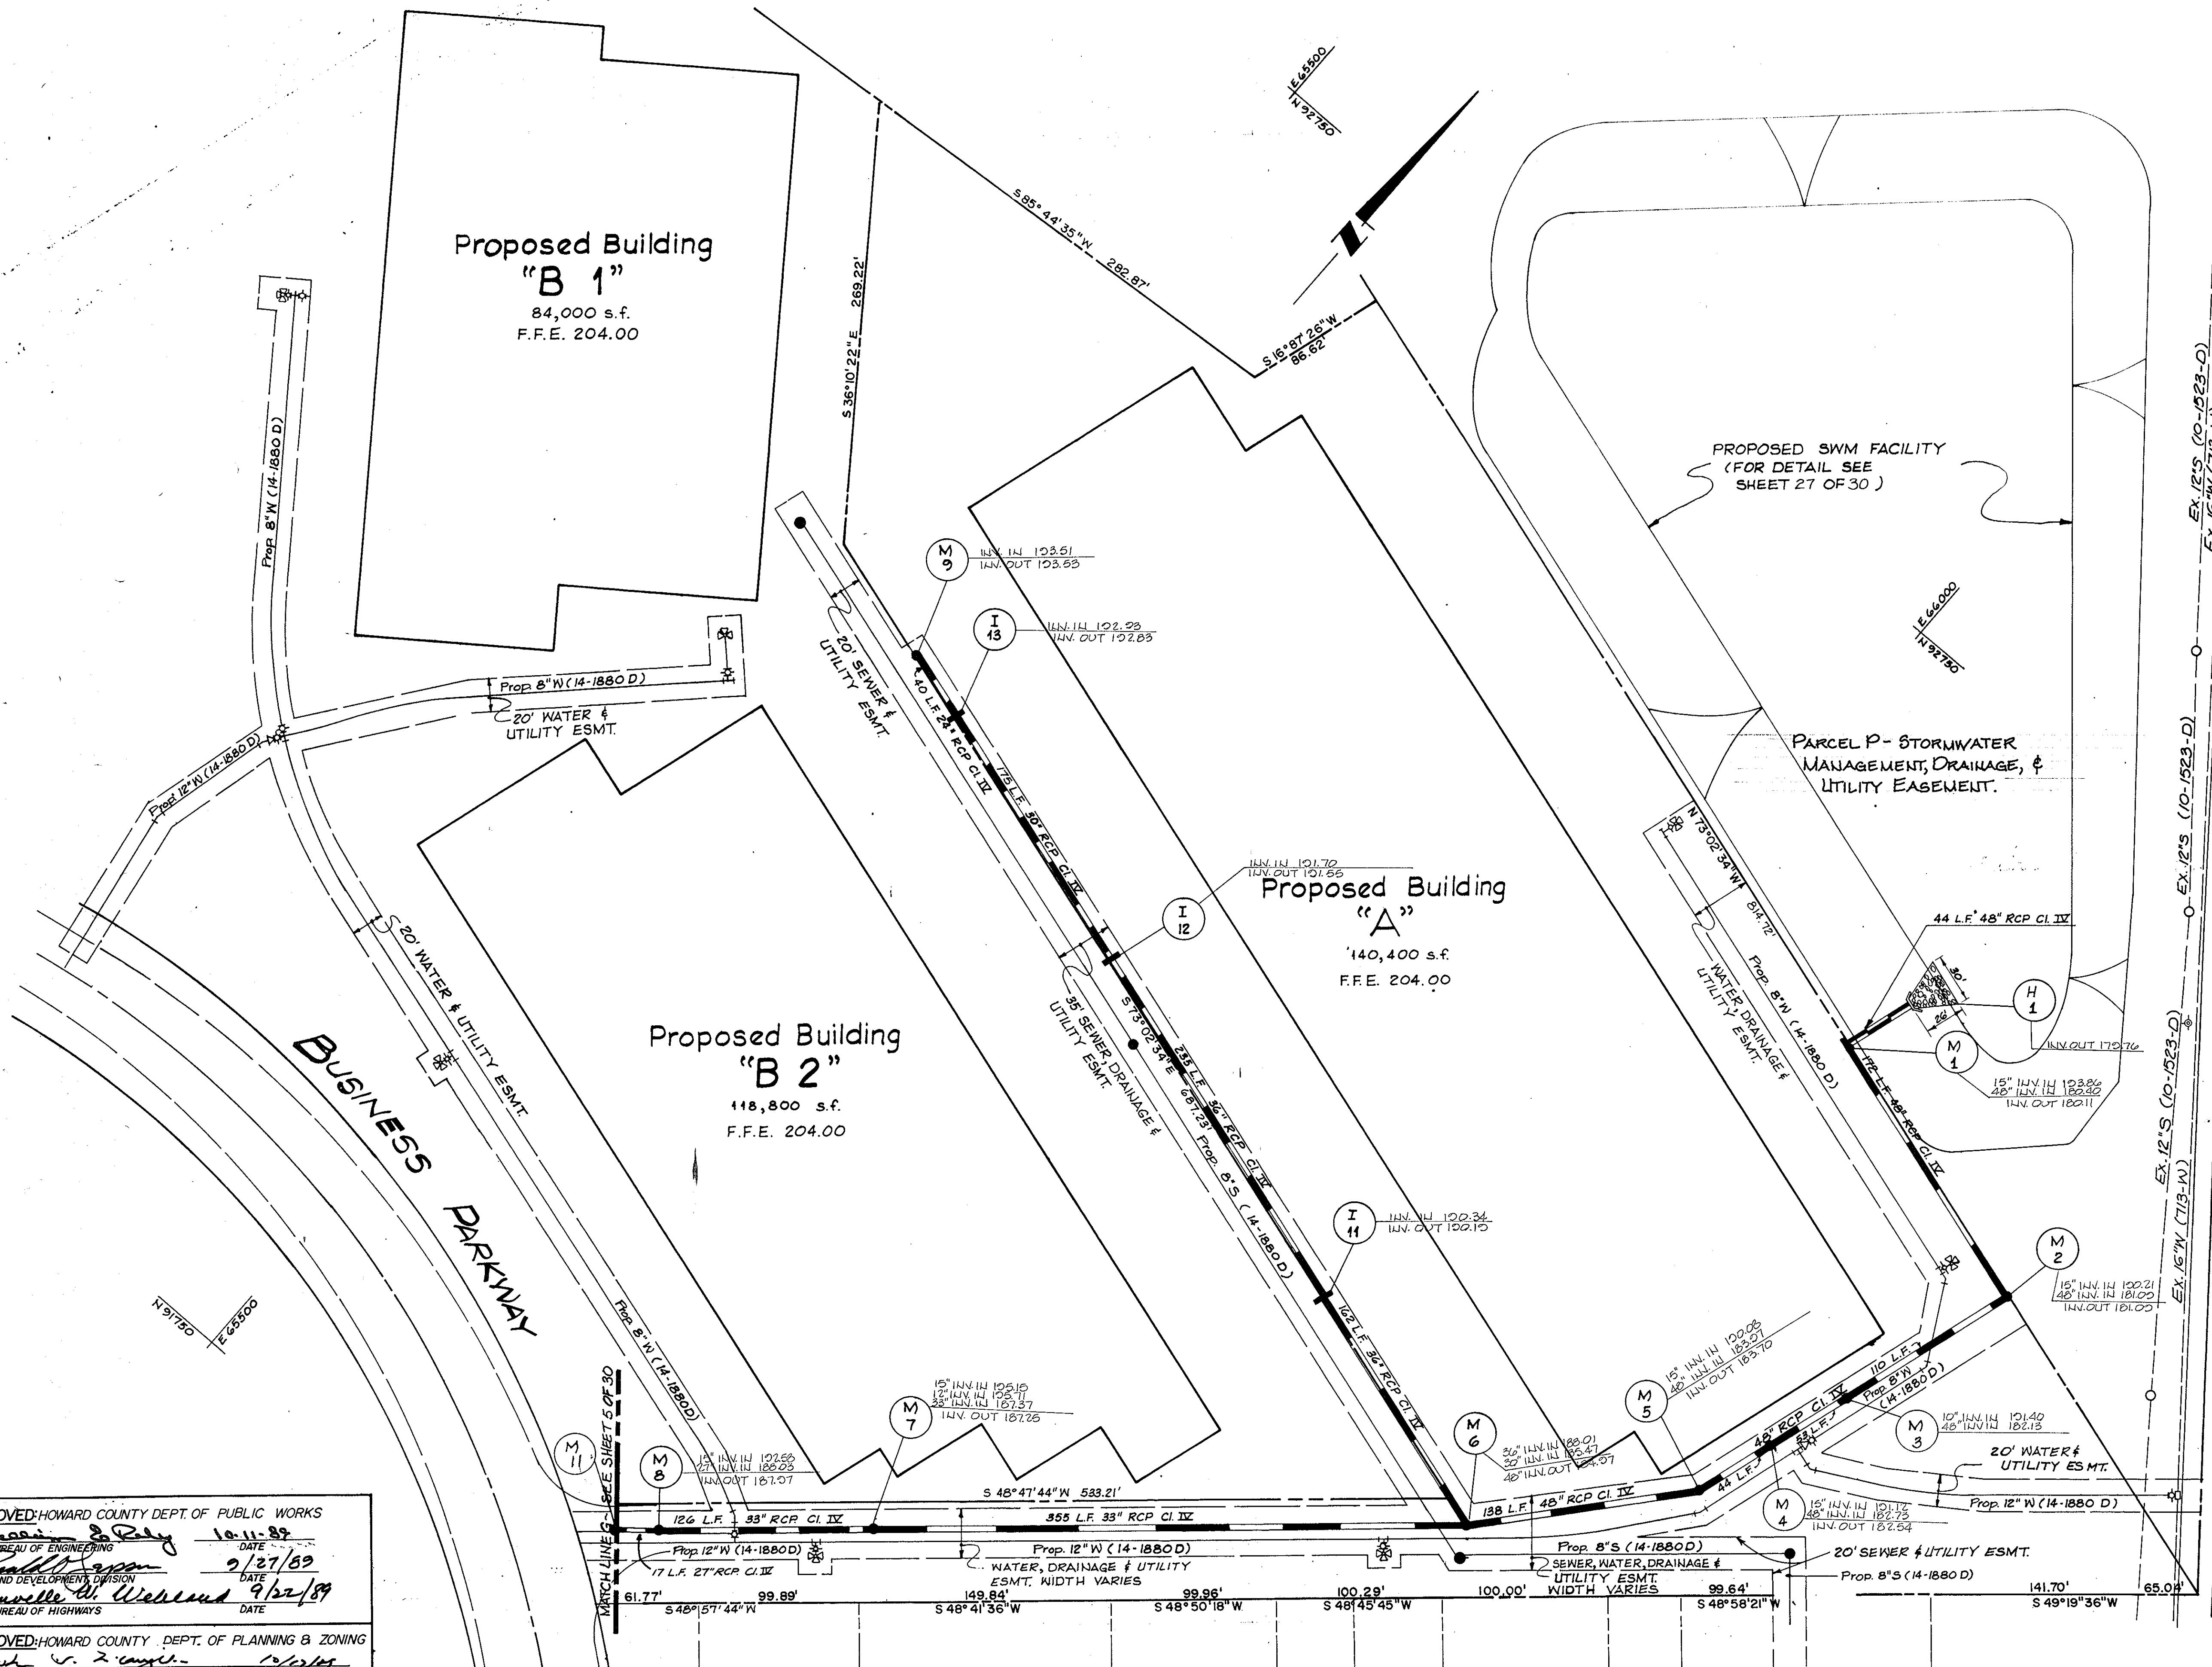 Proposed Building
"B 1"
84,000 s.f.
F.F.E. 204.00
E 65500
N 92750
S 85° 44' 35" W 282.87'
S 36° 10' 22" E 269.22'
S 16° 87' 26" W
86.62'
N
PROPOSED SWM FACILITY
(FOR DETAIL SEE
SHEET 27 OF 30)
Ex. 12"S (10-1523-D)
Prop. 8" W (14-1880 D)
M
9
INV. IN 193.51
INV. OUT 193.53
I
13
INV. IN 192.93
INV. OUT 192.83
E 66000
N 92750
20' SEWER &
UTILITY ESMT.
40 L.F. 24" RCP Cl. IV
Prop. 8" W (14-1880 D)
20' WATER &
UTILITY ESMT.
Prop. 12" W (14-1880 D)
175 L.F. 30" RCP Cl. IV
PARCEL P - STORMWATER
MANAGEMENT, DRAINAGE, &
UTILITY EASEMENT.
Ex. 12"S (10-1523-D)
N 73° 02' 34" W 814.72'
INV. IN 191.70
INV. OUT 191.56
I
12
Proposed Building
"A"
140,400 s.f.
F.F.E. 204.00
44 L.F. 48" RCP Cl. IV
30'
26'
H
1
INV. OUT 179.76
M
1
15" INV. IN 193.86
48" INV. IN 180.40
INV. OUT 180.11
WATER, DRAINAGE &
UTILITY ESMT.
Prop. 8" W (14-1880 D)
172 L.F. 48" RCP Cl. IV
Ex. 12"S (10-1523-D)
EX. 16"W (713-W)
20' WATER & UTILITY ESMT.
BUSINESS PARKWAY
Proposed Building
"B 2"
118,800 s.f.
F.F.E. 204.00
35' SEWER, DRAINAGE &
UTILITY ESMT.
S 73° 02' 34" E 687.23'
235 L.F. 36" RCP Cl. IV
Prop. 8" S (14-1880 D)
I
11
INV. IN 190.34
INV. OUT 190.19
M
2
15" INV. IN 190.21
48" INV. IN 181.09
INV. OUT 181.09
N 91750
E 65500
Prop. 8" W (14-1880D)
162 L.F. 36" RCP Cl. IV
MATCH LINE G - SEE SHEET 5 OF 30
M
11
M
8
15" INV. IN 192.58
27" INV. IN 188.03
INV. OUT 187.97
M
7
15" INV. IN 195.15
12" INV. IN 195.71
33" INV. IN 187.37
INV. OUT 187.26
M
6
36" INV. IN 188.01
INV. IN 185.47
48" INV. OUT 184.97
M
5
15" INV. IN 190.08
48" INV. IN 183.97
INV. OUT 183.70
48" RCP Cl. IV
110 L.F.
53 L.F.
44 L.F.
Prop. 8" W
(14-1880 D)
M
3
10" INV. IN 191.40
48" INV. IN 182.13
M
4
15" INV. IN 191.12
48" INV. IN 182.73
INV. OUT 182.54
20' WATER &
UTILITY ESMT.
Prop. 12" W (14-1880 D)
S 48° 47' 44" W 533.21'
126 L.F. 33" RCP Cl. IV
355 L.F. 33" RCP Cl. IV
138 L.F. 48" RCP Cl. IV
Prop. 12" W (14-1880D)
17 L.F. 27" RCP. Cl. IV
Prop. 12" W (14-1880D)
WATER, DRAINAGE & UTILITY
ESMT. WIDTH VARIES
Prop. 8"S (14-1880D)
SEWER, WATER, DRAINAGE &
UTILITY ESMT.
WIDTH VARIES
20' SEWER & UTILITY ESMT.
Prop. 8"S (14-1880 D)
61.77' 99.89' 149.84' 99.96' 100.29' 100.00' 99.64' 141.70' 65.04'
S 48° 57' 44" W S 48° 41' 36" W S 48° 50' 18" W S 48° 45' 45" W S 48° 58' 21" W S 49° 19' 36" W
OVED: HOWARD COUNTY DEPT. OF PUBLIC WORKS
10-11-89
REAU OF ENGINEERING DATE
9/27/89
ND DEVELOPMENT DIVISION DATE
9/22/89
REAU OF HIGHWAYS DATE
OVED: HOWARD COUNTY DEPT. OF PLANNING & ZONING